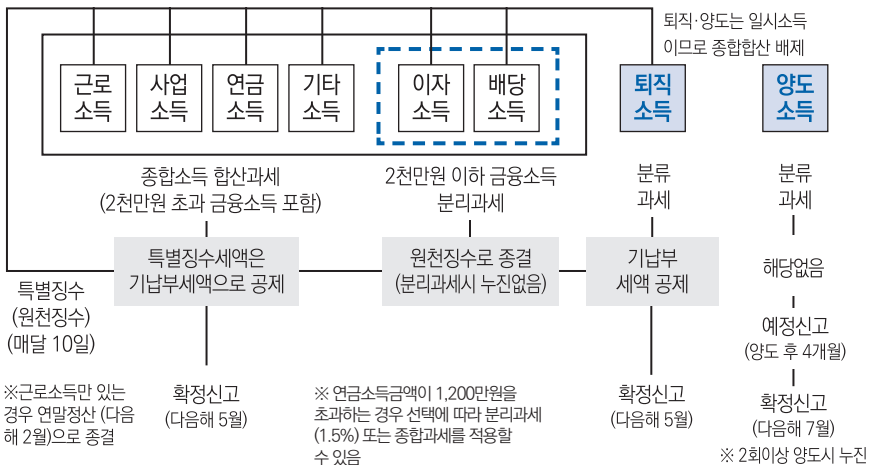 퇴직·양도는 일시소득
이므로 종합합산 배제
근로
소득
사업
소득
연금
소득
기타
소득
이자
소득
배당
소득
퇴직
소득
양도
소득
종합소득 합산과세
(2천만원 초과 금융소득 포함)
2천만원 이하 금융소득
분리과세
분류
과세
분류
과세
특별징수세액은
기납부세액으로 공제
원천징수로 종결
(분리과세시 누진없음)
기납부
세액 공제
해당없음
특별징수
(원천징수)
(매달 10일)
예정신고
(양도 후 4개월)
※근로소득만 있는
경우 연말정산 (다음
해 2월)으로 종결
확정신고
(다음해 5월)
※ 연금소득금액이 1,200만원을
초과하는 경우 선택에 따라 분리과세
(1.5%) 또는 종합과세를 적용할
수 있음
확정신고
(다음해 5월)
확정신고
(다음해 7월)
※ 2회이상 양도시 누진